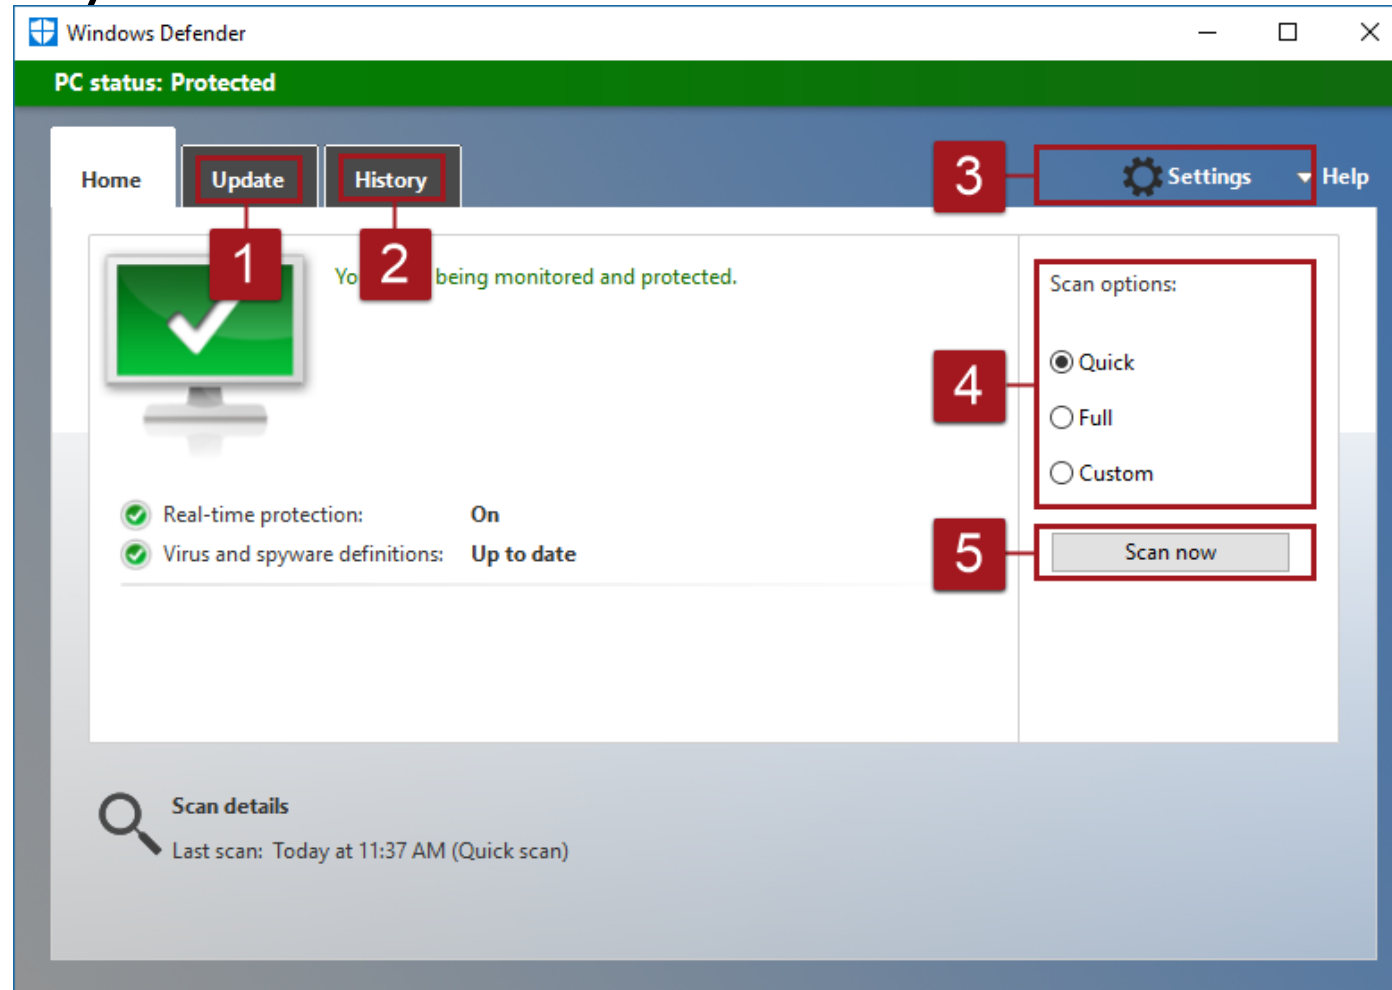 Windows Defender
PC status: Protected
Home Update History 3 Settings Help
1 2
being monitored and protected.
Scan options:
4
Quick
Full
Custom
Real-time protection: On
Virus and spyware definitions: Up to date
5 Scan now
Scan details
Last scan: Today at 11:37 AM (Quick scan)